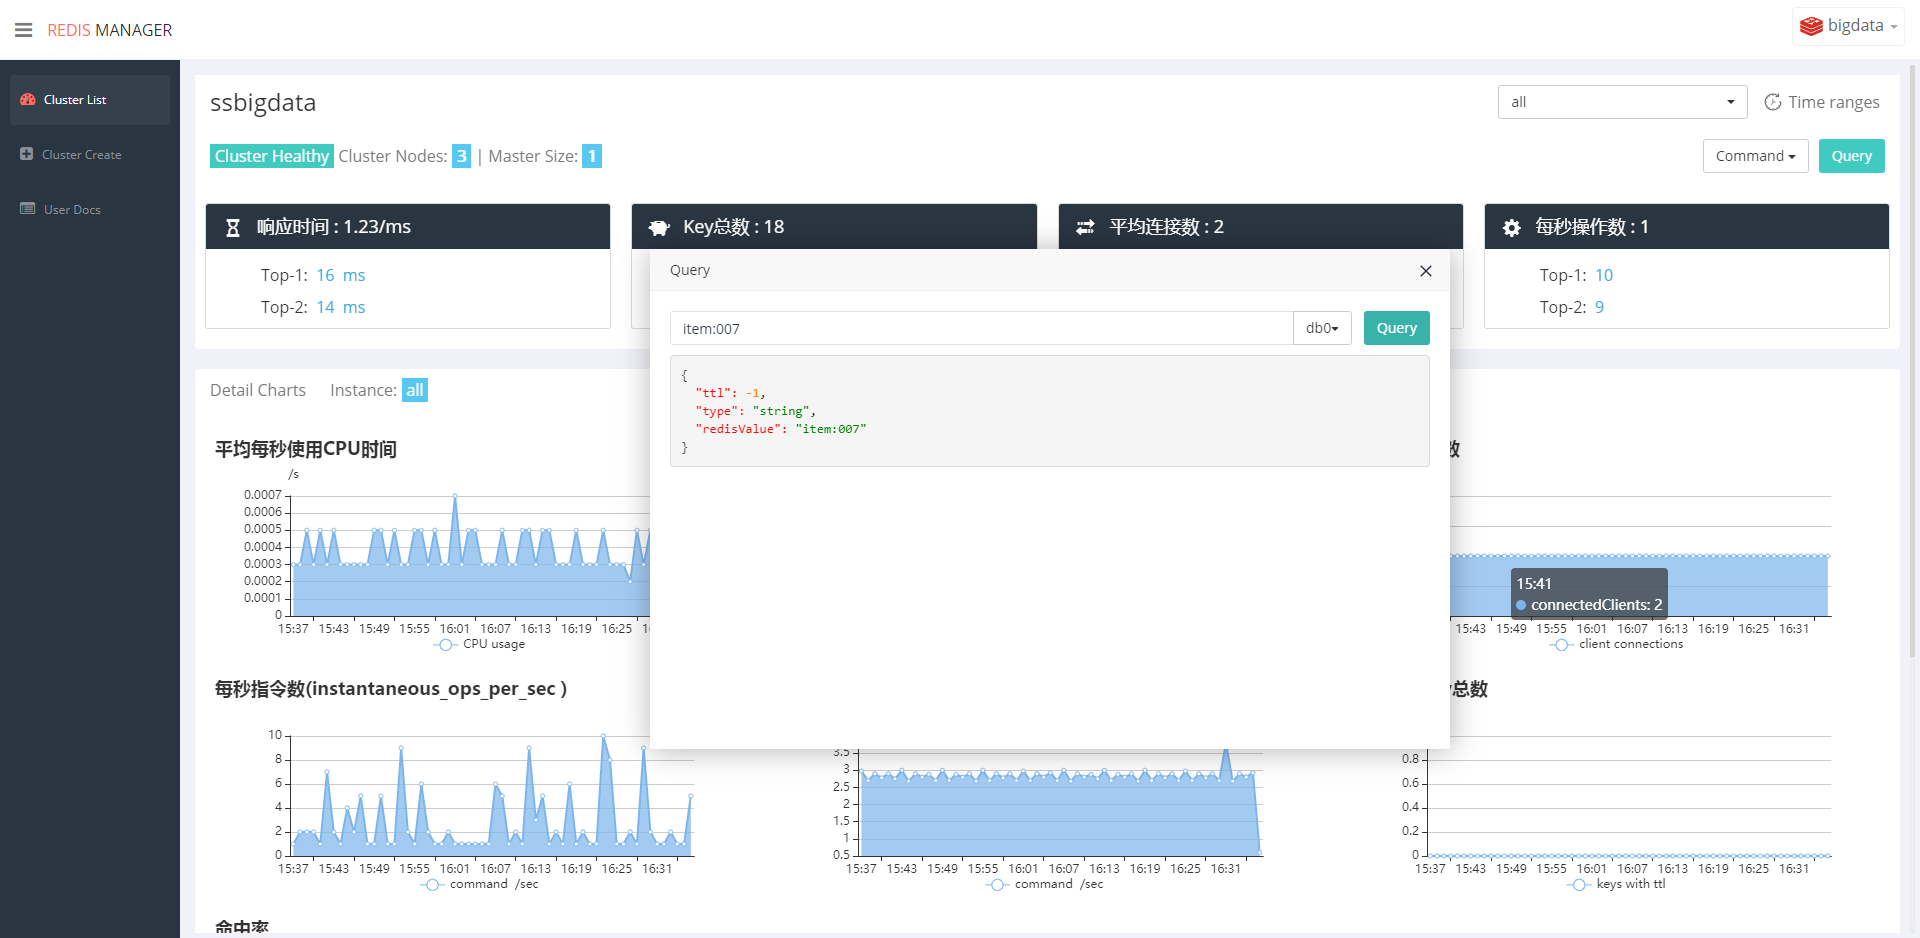 REDIS MANAGER
bigdata
Cluster List
Cluster Create
User Docs
ssbigdata
all
Time ranges
Cluster Healthy Cluster Nodes: 3 | Master Size: 1
Command
Query
响应时间 : 1.23/ms
Top-1: 16 ms
Top-2: 14 ms
Key总数 : 18
平均连接数 : 2
每秒操作数 : 1
Top-1: 10
Top-2: 9
Query
item:007
db0
Query
{
"ttl": -1,
"type": "string",
"redisValue": "item:007"
}
Detail Charts Instance: all
平均每秒使用CPU时间
/s
0.0007
0.0006
0.0005
0.0004
0.0003
0.0002
0.0001
0
15:37 15:43 15:49 15:55 16:01 16:07 16:13 16:19 16:25
CPU usage
数
15:41
connectedClients: 2
15:43 15:49 15:55 16:01 16:07 16:13 16:19 16:25 16:31
client connections
每秒指令数(instantaneous_ops_per_sec )
10
8
6
4
2
0
15:37 15:43 15:49 15:55 16:01 16:07 16:13 16:19 16:25 16:31
command /sec
3.5
3
2.5
2
1.5
1
0.5
15:37 15:43 15:49 15:55 16:01 16:07 16:13 16:19 16:25 16:31
command /sec
总数
0.8
0.6
0.4
0.2
0
15:37 15:43 15:49 15:55 16:01 16:07 16:13 16:19 16:25 16:31
keys with ttl
命中率